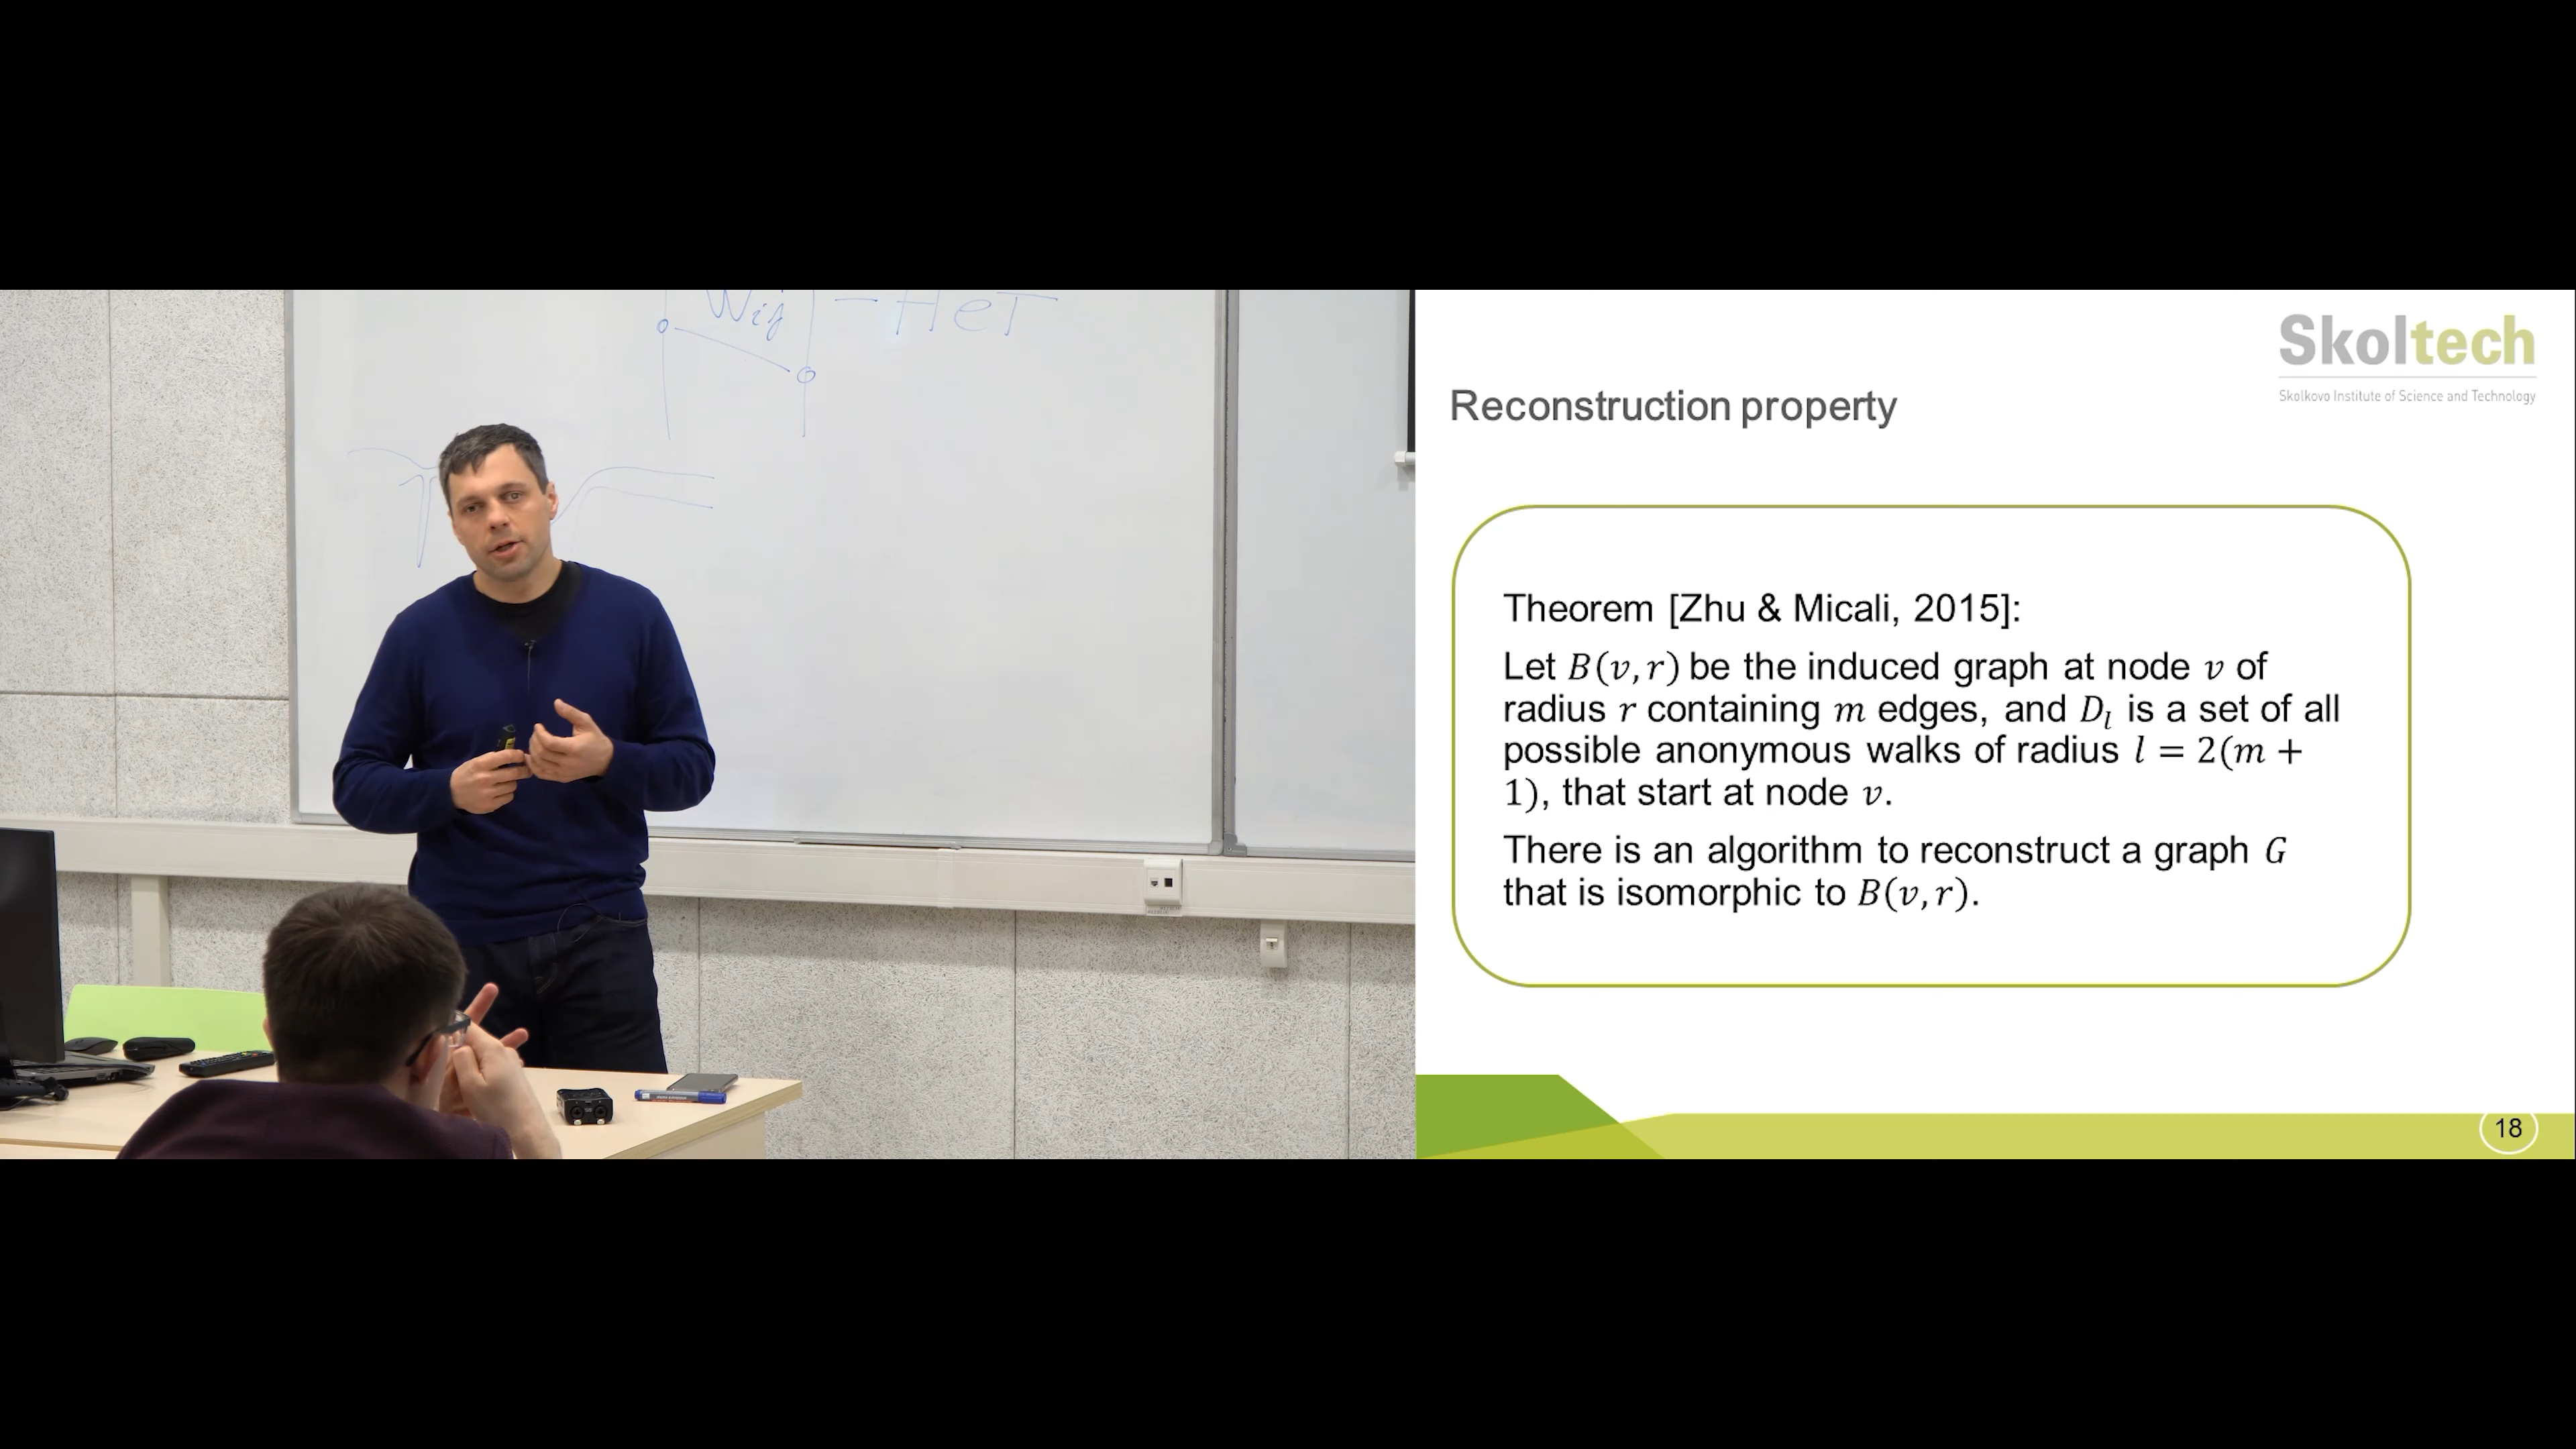 Wij
- HeT
Skoltech
Skolkovo Institute of Science and Technology
Reconstruction property
Theorem [Zhu & Micali, 2015]:
Let B(v,r) be the induced graph at node v of
radius r containing m edges, and D_l is a set of all
possible anonymous walks of radius l = 2(m +
1), that start at node v.
There is an algorithm to reconstruct a graph G
that is isomorphic to B(v,r).
18